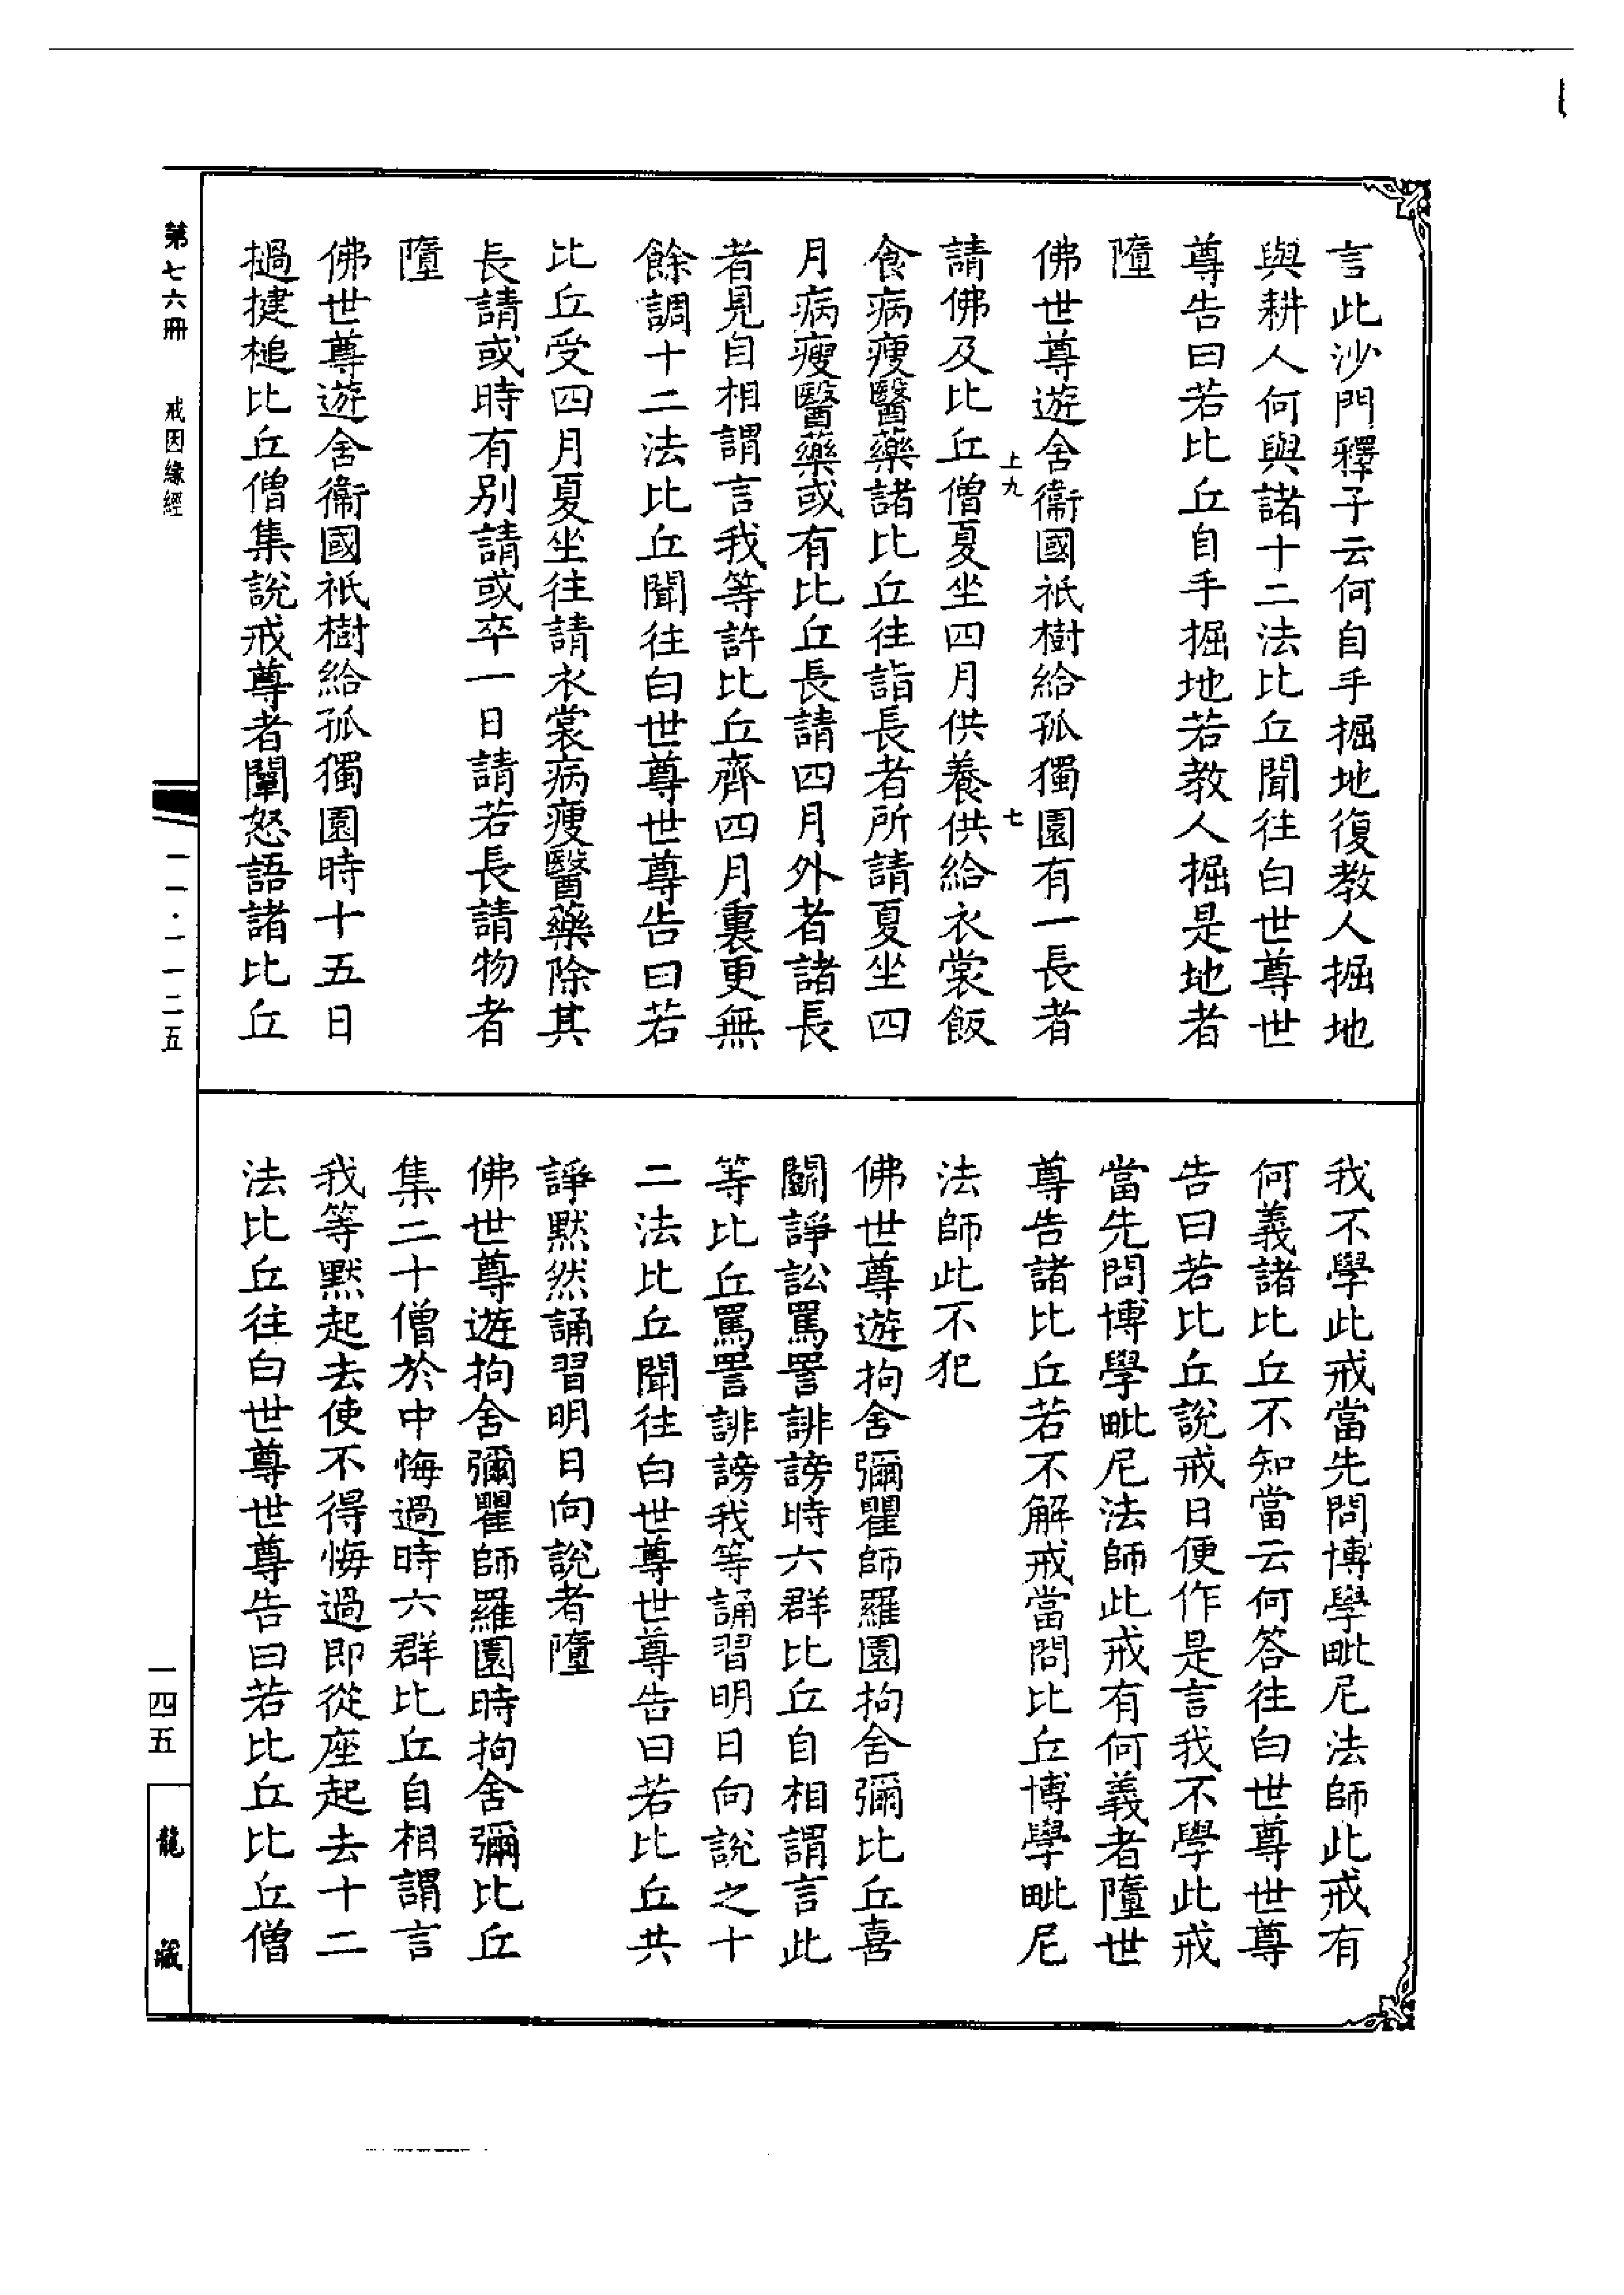 言此沙門釋子云何自手掘地復教人掘地
與耕人何與諸十二法比丘聞往白世尊世
尊告曰若比丘自手掘地若教人掘是地者
墮
佛世尊遊舍衞國祇樹給孤獨園有一長者
上九
七
請佛及比丘僧夏坐四月供養供給衣裳飯
食病瘦醫藥諸比丘往詣長者所請夏坐四
月病瘦醫藥或有比丘長請四月外者諸長
者見自相謂言我等許比丘齊四月裏更無
餘調十二法比丘聞往白世尊世尊告曰若
比丘受四月夏坐往請衣裳病瘦醫藥除其
長請或時有別請或卒一日請若長請物者
墮
佛世尊遊舍衞國祇樹給孤獨園時十五日
撾揵槌比丘僧集說戒尊者闡怒語諸比丘
我不學此戒當先問博學毗尼法師此戒有
何義諸比丘不知當云何答往白世尊世尊
告曰若比丘說戒日便作是言我不學此戒
當先問博學毗尼法師此戒有何義者墮世
尊告諸比丘若不解戒當問比丘博學毗尼
法師此不犯
佛世尊遊拘舍彌瞿師羅園拘舍彌比丘喜
鬬諍訟罵詈誹謗時六群比丘自相謂言此
等比丘罵詈誹謗我等誦習明日向說之十
二法比丘聞往白世尊世尊告曰若比丘共
諍默然誦習明日向說者墮
佛世尊遊拘舍彌瞿師羅園時拘舍彌比丘
集二十僧於中悔過時六群比丘自相謂言
我等默起去使不得悔過即從座起去十二
法比丘往白世尊世尊告曰若比丘比丘僧
第七六冊 戒因緣經
一一·一一二五
一四五
龍藏